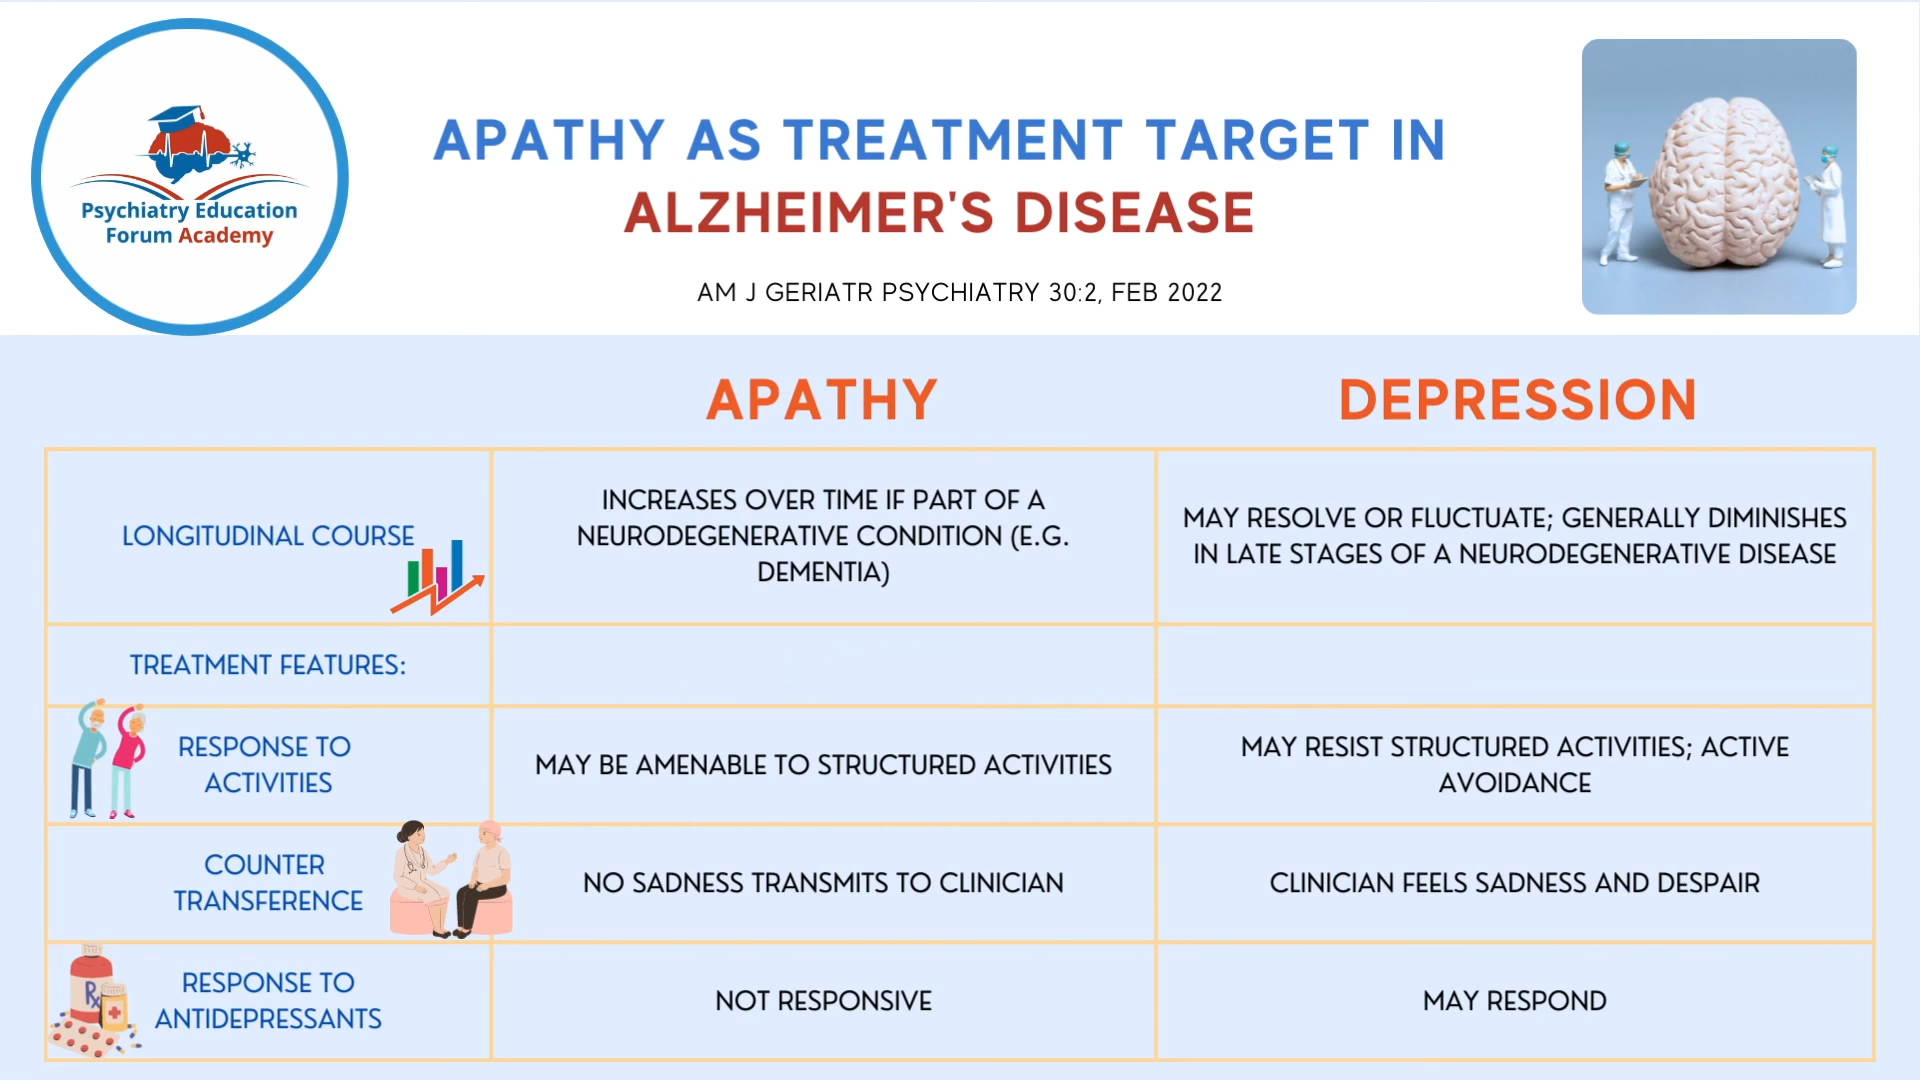 Psychiatry Education
Forum Academy
APATHY AS TREATMENT TARGET IN
ALZHEIMER'S DISEASE
AM J GERIATR PSYCHIATRY 30:2, FEB 2022
APATHY
DEPRESSION
LONGITUDINAL COURSE
INCREASES OVER TIME IF PART OF A
NEURODEGENERATIVE CONDITION (E.G.
DEMENTIA)
MAY RESOLVE OR FLUCTUATE; GENERALLY DIMINISHES
IN LATE STAGES OF A NEURODEGENERATIVE DISEASE
TREATMENT FEATURES:
RESPONSE TO
ACTIVITIES
MAY BE AMENABLE TO STRUCTURED ACTIVITIES
MAY RESIST STRUCTURED ACTIVITIES; ACTIVE
AVOIDANCE
COUNTER
TRANSFERENCE
NO SADNESS TRANSMITS TO CLINICIAN
CLINICIAN FEELS SADNESS AND DESPAIR
Rx
RESPONSE TO
ANTIDEPRESSANTS
NOT RESPONSIVE
MAY RESPOND